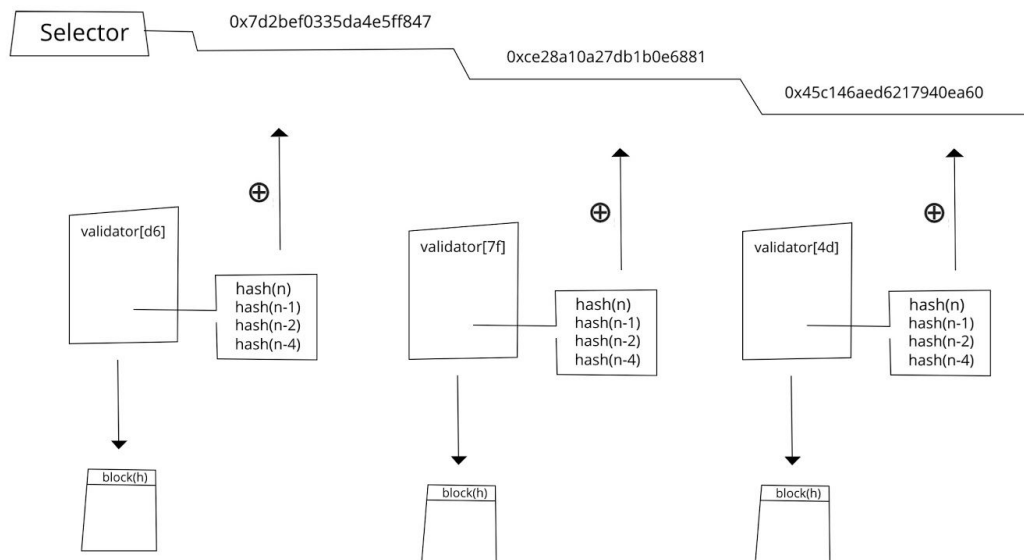 Selector
0x7d2bef0335da4e5ff847
0xce28a10a27db1b0e6881
0x45c146aed6217940ea60
validator[d6]
hash(n)
hash(n-1)
hash(n-2)
hash(n-4)
block(h)
validator[7f]
hash(n)
hash(n-1)
hash(n-2)
hash(n-4)
block(h)
validator[4d]
hash(n)
hash(n-1)
hash(n-2)
hash(n-4)
block(h)